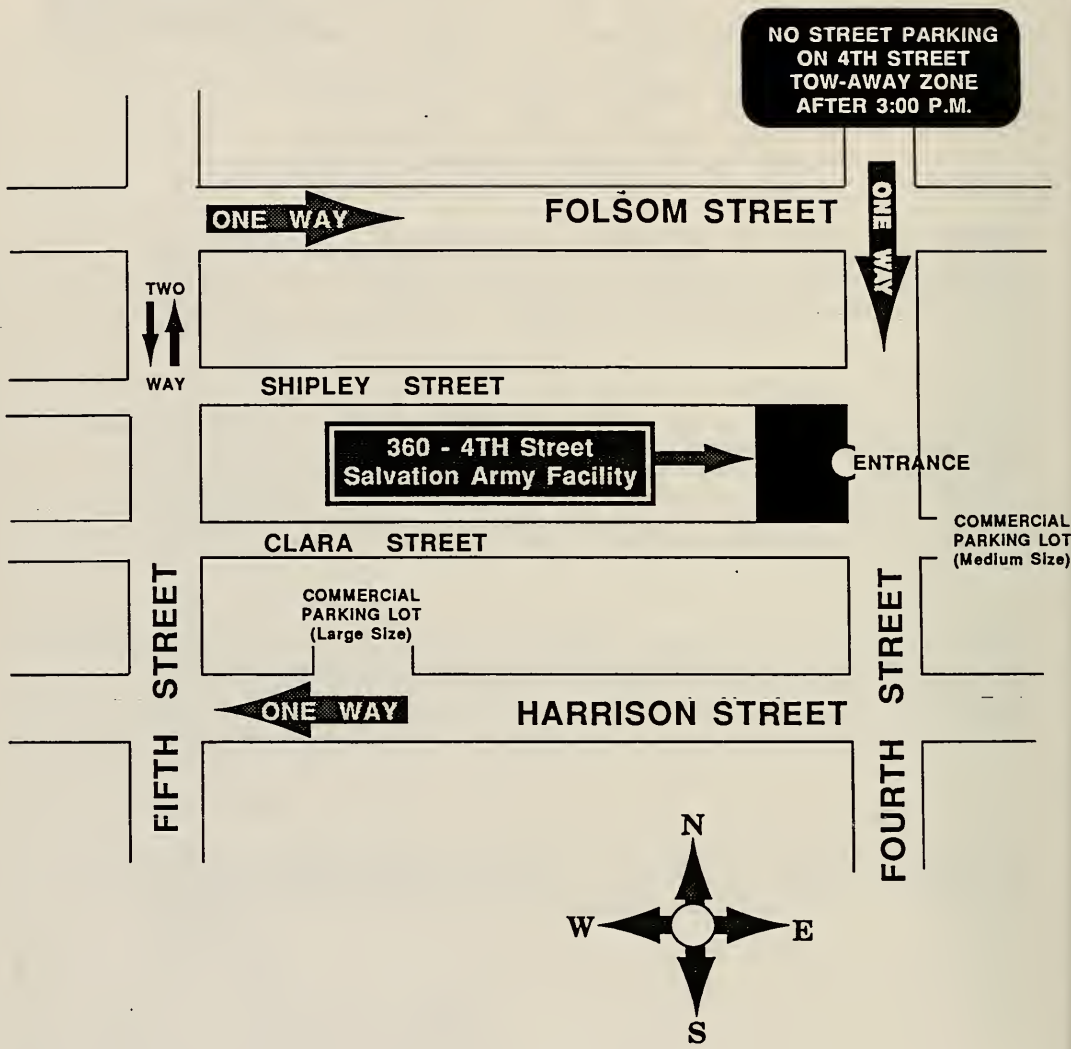 NO STREET PARKING
ON 4TH STREET
TOW-AWAY ZONE
AFTER 3:00 P.M.
ONE WAY
FOLSOM STREET
ONE WAY
TWO
WAY
SHIPLEY STREET
360 - 4TH Street
Salvation Army Facility
ENTRANCE
COMMERCIAL
PARKING LOT
(Medium Size)
CLARA STREET
COMMERCIAL
PARKING LOT
(Large Size)
FIFTH STREET
FOURTH STREET
ONE WAY
HARRISON STREET
N
W
E
S